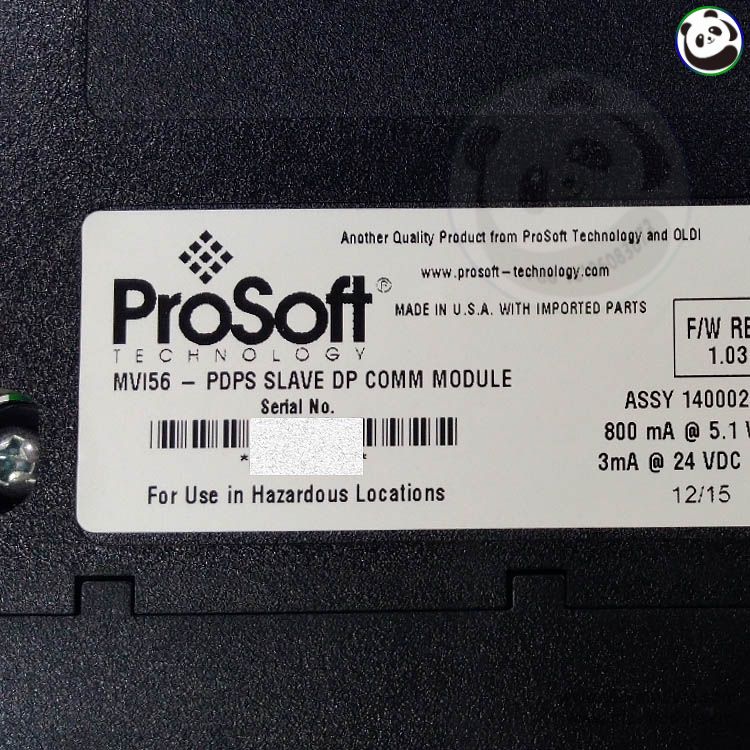 Another Quality Product from ProSoft Technology and OLDI
www.prosoft-technology.com
ProSoft®
TECHNOLOGY
MADE IN U.S.A. WITH IMPORTED PARTS
F/W RE
1.03
MVI56 - PDPS SLAVE DP COMM MODULE
Serial No.
* *
ASSY 140002
800 mA @ 5.1 V
3mA @ 24 VDC
For Use in Hazardous Locations
12/15